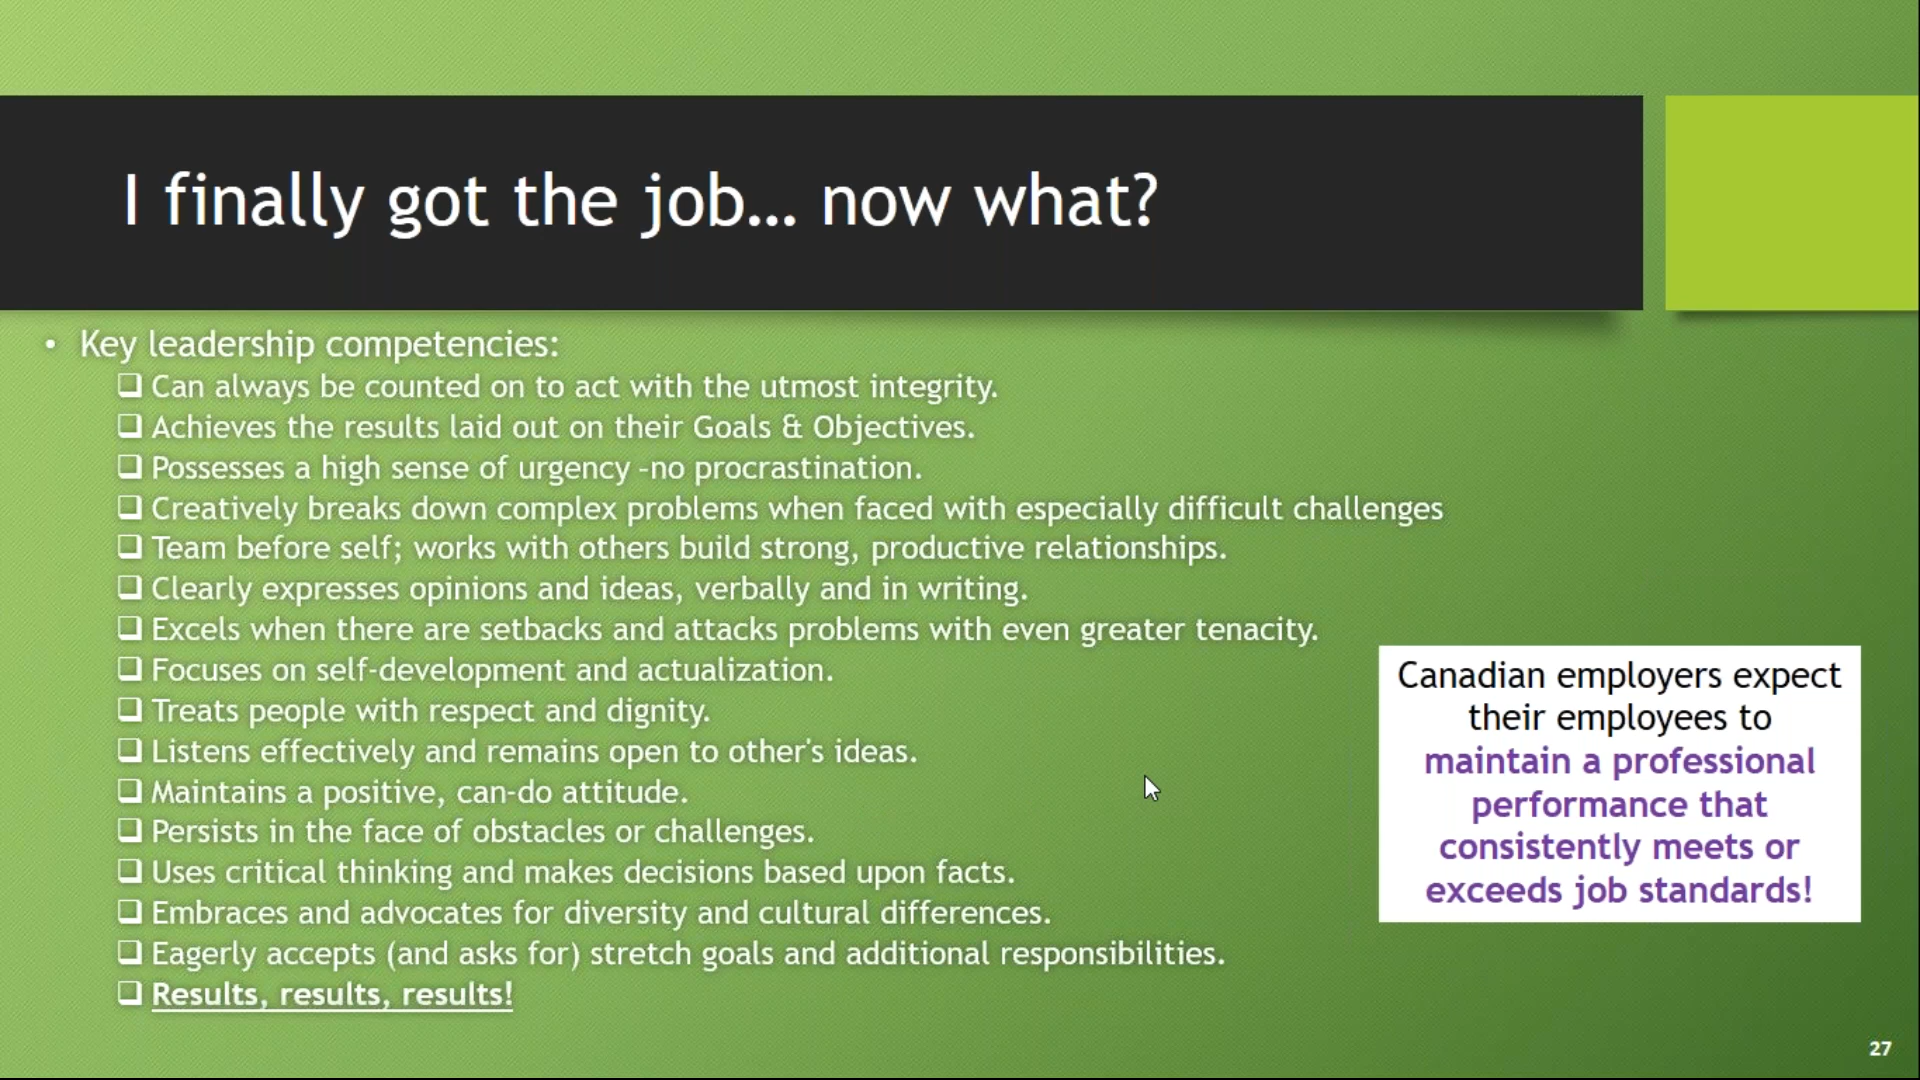 I finally got the job... now what?
• Key leadership competencies:
❑ Can always be counted on to act with the utmost integrity.
❑ Achieves the results laid out on their Goals & Objectives.
❑ Possesses a high sense of urgency –no procrastination.
❑ Creatively breaks down complex problems when faced with especially difficult challenges
❑ Team before self; works with others build strong, productive relationships.
❑ Clearly expresses opinions and ideas, verbally and in writing.
❑ Excels when there are setbacks and attacks problems with even greater tenacity.
❑ Focuses on self-development and actualization.
❑ Treats people with respect and dignity.
❑ Listens effectively and remains open to other's ideas.
❑ Maintains a positive, can-do attitude.
❑ Persists in the face of obstacles or challenges.
❑ Uses critical thinking and makes decisions based upon facts.
❑ Embraces and advocates for diversity and cultural differences.
❑ Eagerly accepts (and asks for) stretch goals and additional responsibilities.
❑ Results, results, results!
Canadian employers expect
their employees to
maintain a professional
performance that
consistently meets or
exceeds job standards!
27